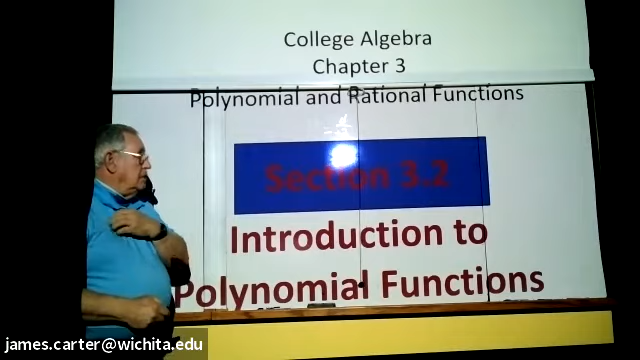 College Algebra
Chapter 3
Polynomial and Rational Functions
Section 3.2
Introduction to
Polynomial Functions
james.carter@wichita.edu